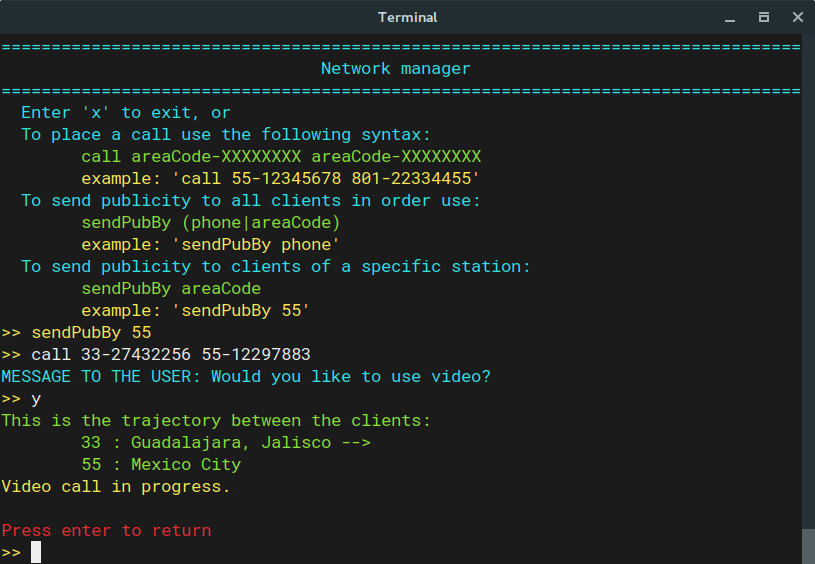 Terminal
================================================================================
Network manager
================================================================================
Enter 'x' to exit, or
To place a call use the following syntax:
call areaCode-XXXXXXXX areaCode-XXXXXXXX
example: 'call 55-12345678 801-22334455'
To send publicity to all clients in order use:
sendPubBy (phone|areaCode)
example: 'sendPubBy phone'
To send publicity to clients of a specific station:
sendPubBy areaCode
example: 'sendPubBy 55'
>> sendPubBy 55
>> call 33-27432256 55-12297883
MESSAGE TO THE USER: Would you like to use video?
>> y
This is the trajectory between the clients:
33 : Guadalajara, Jalisco -->
55 : Mexico City
Video call in progress.
Press enter to return
>>